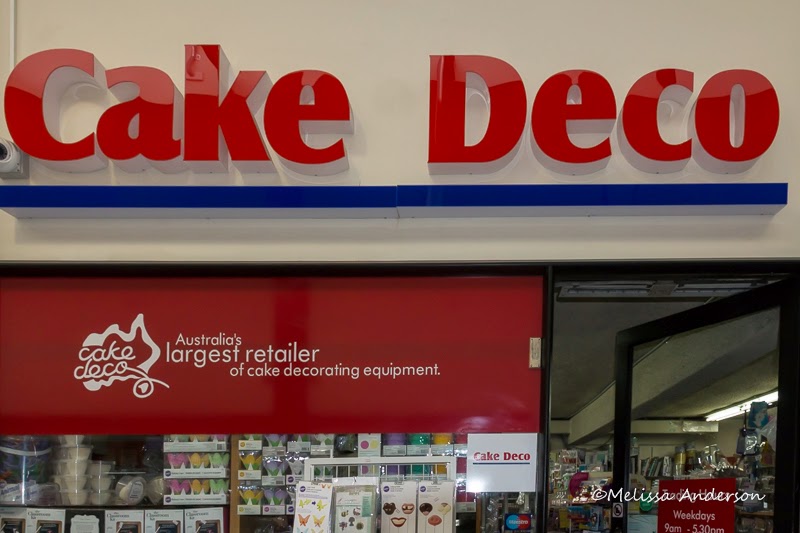 Cake Deco
cake
deco
Australia's
largest retailer
of cake decorating equipment.
Cake Deco
©Melissa Anderson
Weekdays
9am - 5.30pm